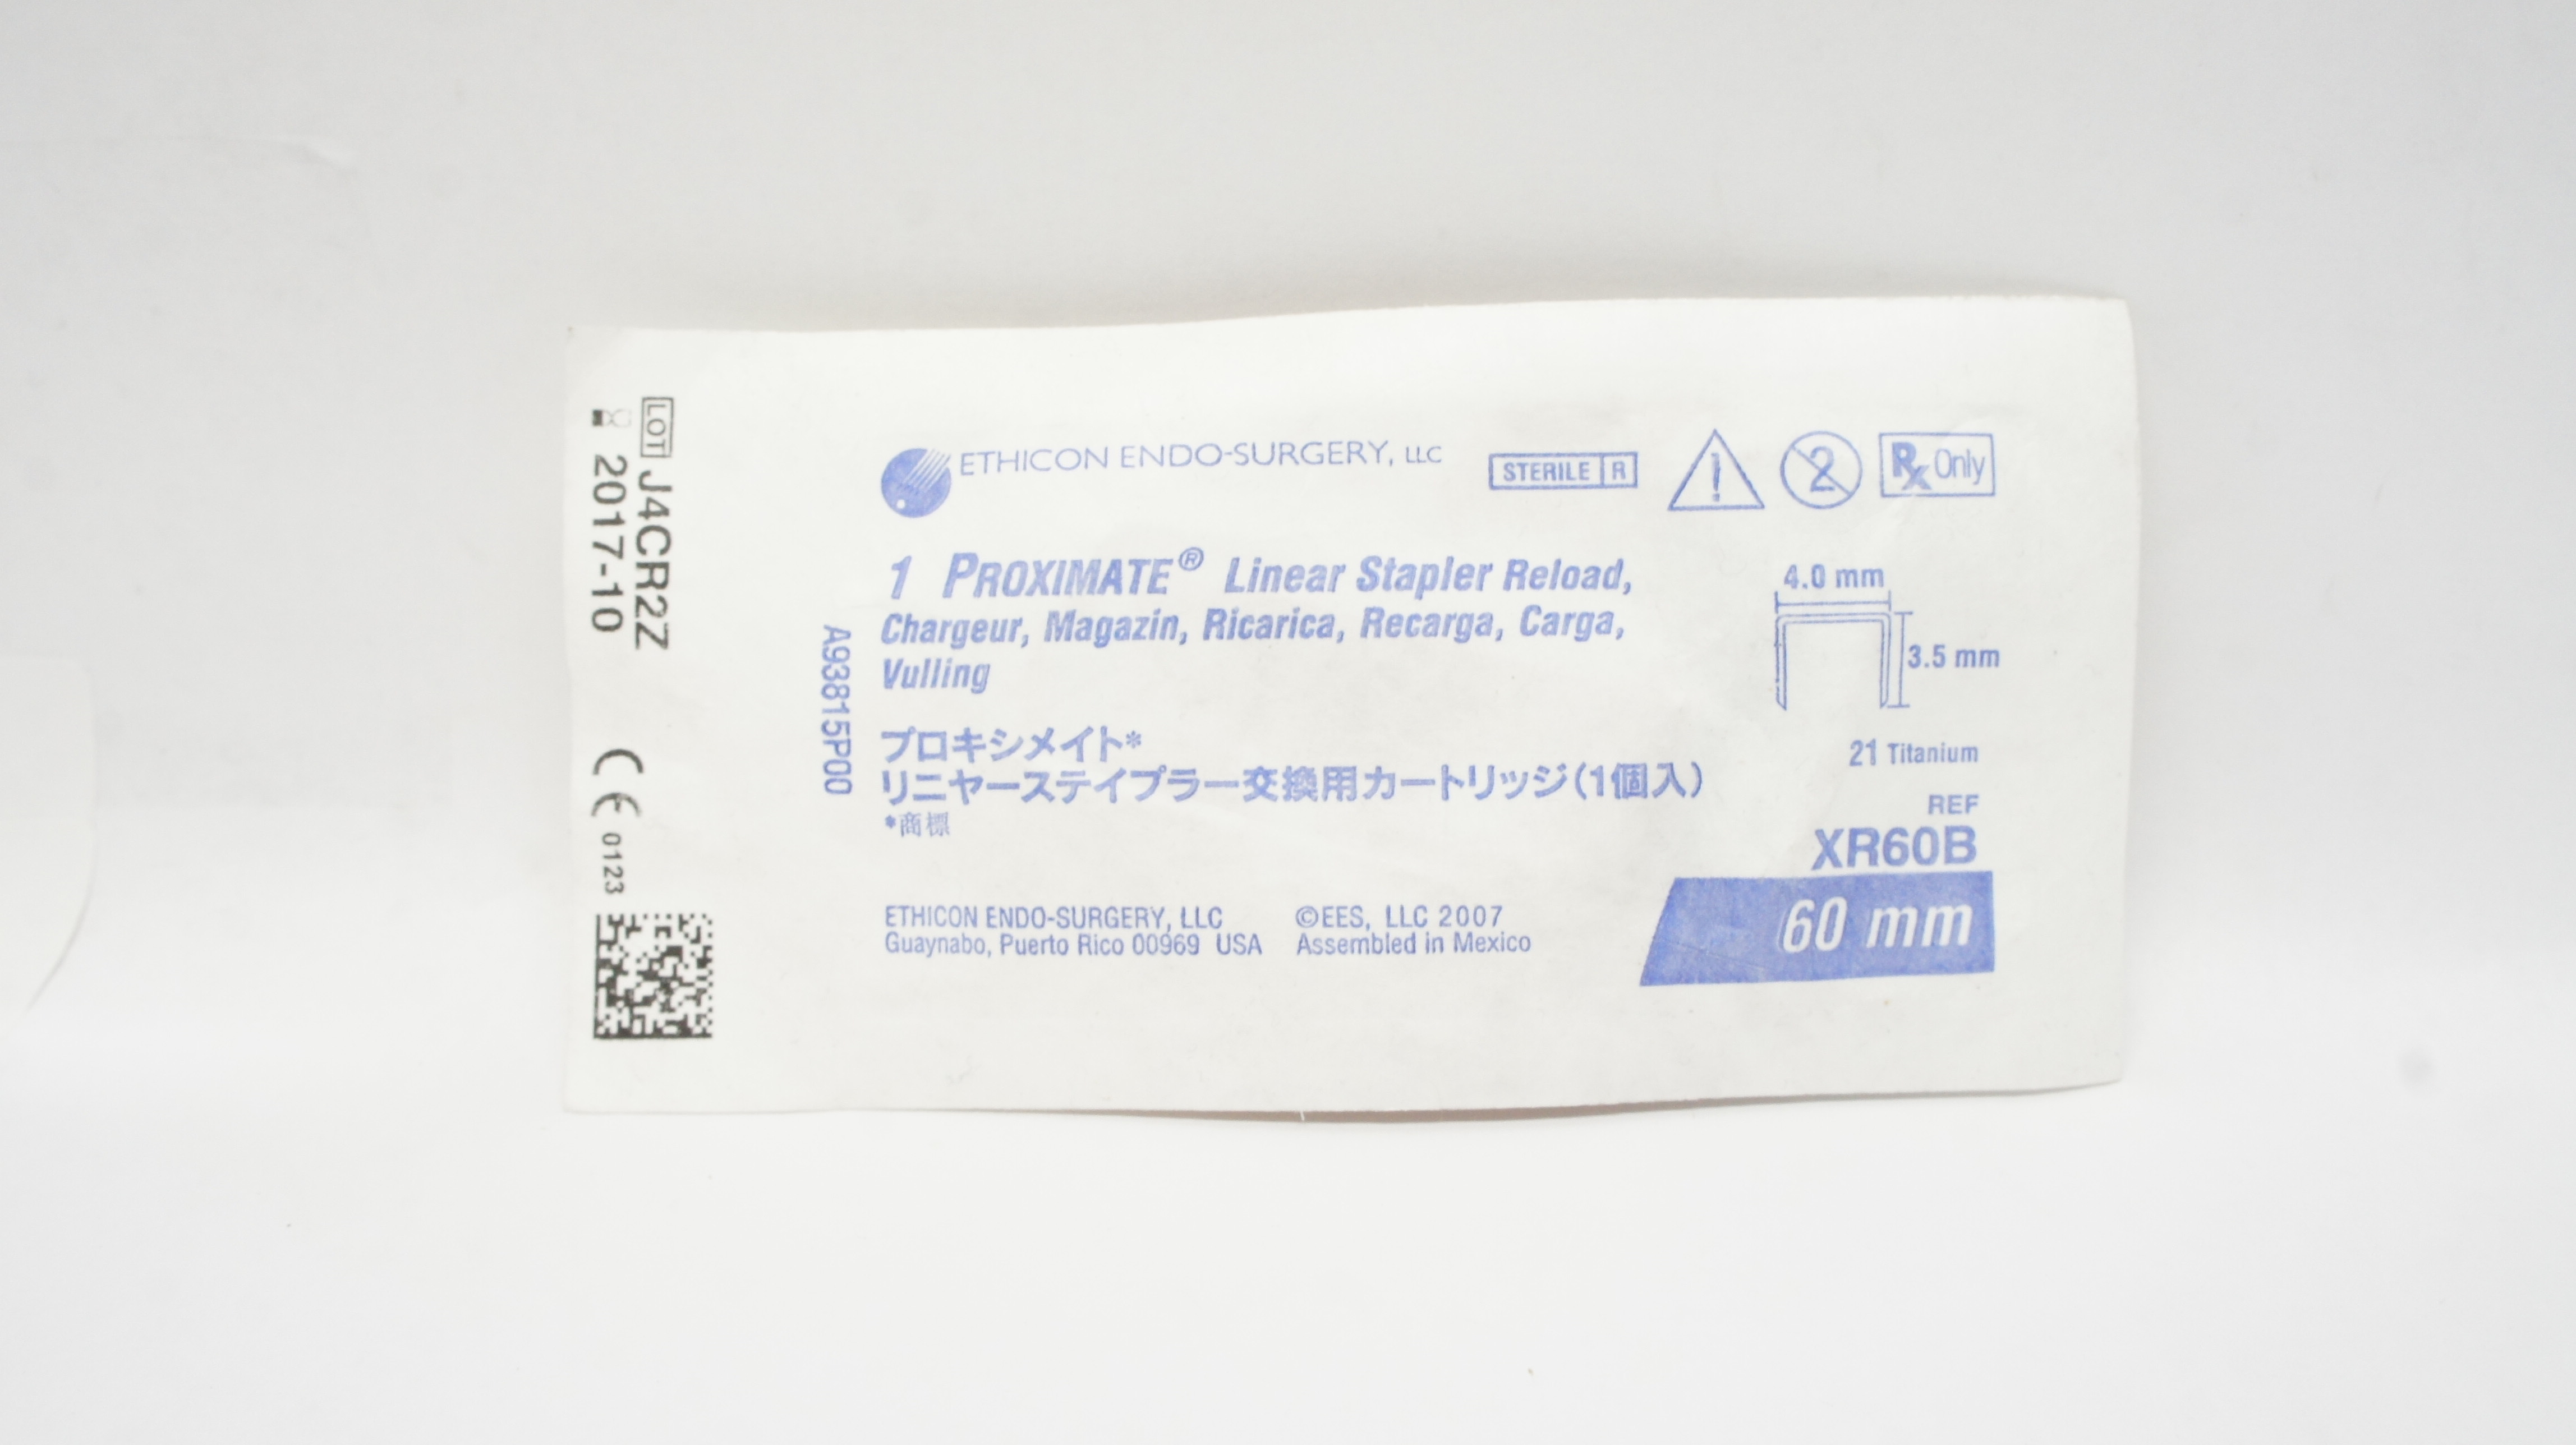 LOT J4CR2Z
2017-10
0123
A93815P00
ETHICON ENDO-SURGERY, LLC
STERILE R
2
Rx Only
1 PROXIMATE® Linear Stapler Reload,
Chargeur, Magazin, Ricarica, Recarga, Carga,
Vulling
プロキシメイト*
リニヤーステイプラー交換用カートリッジ(1個入)
*商標
4.0 mm
3.5 mm
21 Titanium
REF
XR60B
60 mm
ETHICON ENDO-SURGERY, LLC
Guaynabo, Puerto Rico 00969 USA
©EES, LLC 2007
Assembled in Mexico